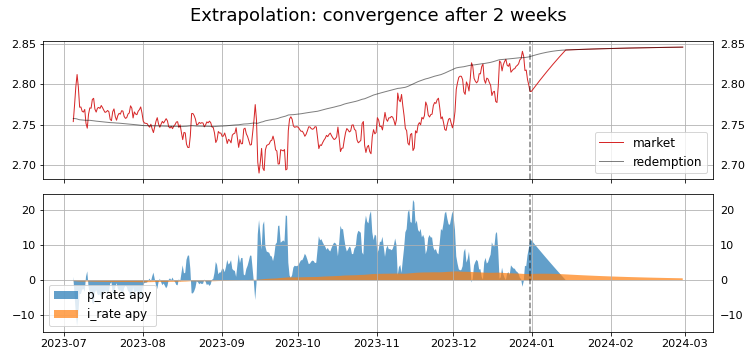 Extrapolation: convergence after 2 weeks
2.85
2.85
2.80
2.80
2.75
2.75
2.70
2.70
market
redemption
20
20
10
10
0
0
−10
−10
p_rate apy
i_rate apy
2023-07 2023-08 2023-09 2023-10 2023-11 2023-12 2024-01 2024-02 2024-03